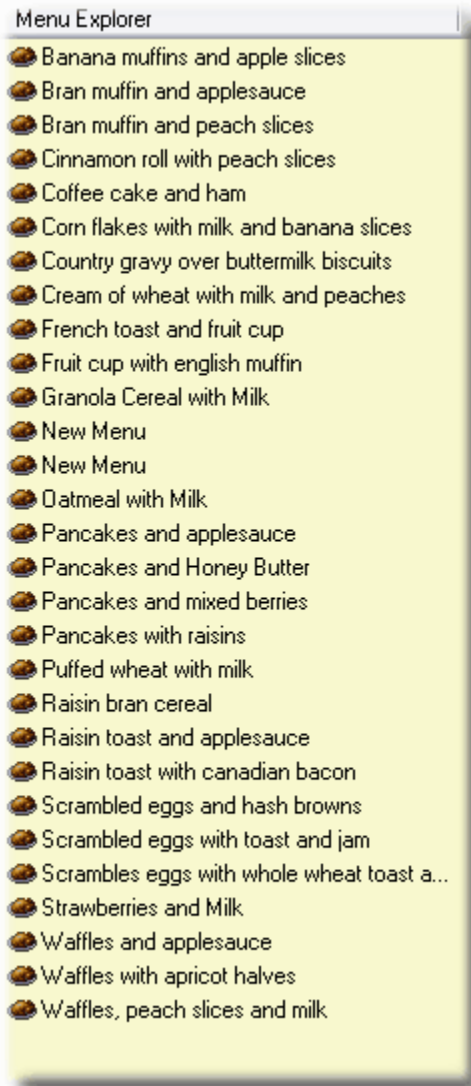 Menu Explorer
Banana muffins and apple slices
Bran muffin and applesauce
Bran muffin and peach slices
Cinnamon roll with peach slices
Coffee cake and ham
Corn flakes with milk and banana slices
Country gravy over buttermilk biscuits
Cream of wheat with milk and peaches
French toast and fruit cup
Fruit cup with english muffin
Granola Cereal with Milk
New Menu
New Menu
Oatmeal with Milk
Pancakes and applesauce
Pancakes and Honey Butter
Pancakes and mixed berries
Pancakes with raisins
Puffed wheat with milk
Raisin bran cereal
Raisin toast and applesauce
Raisin toast with canadian bacon
Scrambled eggs and hash browns
Scrambled eggs with toast and jam
Scrambles eggs with whole wheat toast a...
Strawberries and Milk
Waffles and applesauce
Waffles with apricot halves
Waffles, peach slices and milk